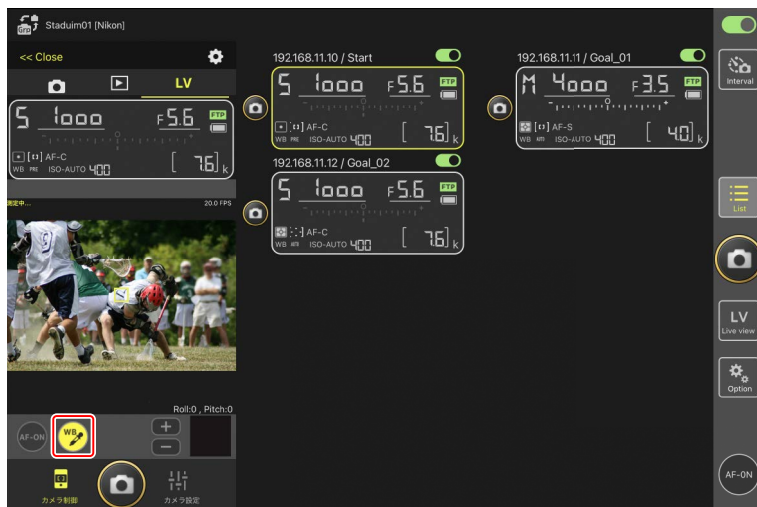 Grp Staduim01 [Nikon]
<< Close
LV
S 1000 F5.6 FTP
[ ] AF-C
WB PRE ISO-AUTO 400 [ 7.6] k
測定中... 20.0 FPS
Roll:0 , Pitch:0
AF-ON
WB
カメラ制御
カメラ設定
192.168.11.10 / Start
S 1000 F5.6 FTP
[ ] AF-C
WB PRE ISO-AUTO 400 [ 7.6] k
192.168.11.11 / Goal_01
M 4000 F3.5 FTP
[ ] AF-S
WB AUTO ISO-AUTO 400 [ 4.0] k
192.168.11.12 / Goal_02
S 1000 F5.6 FTP
AF-C
WB AUTO ISO-AUTO 400 [ 7.6] k
Interval
List
LV
Live view
Option
AF-ON